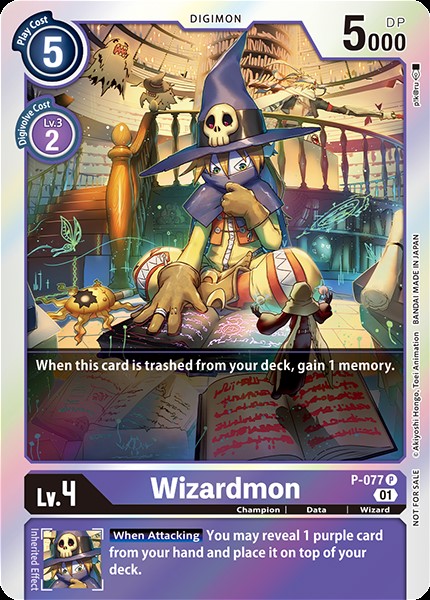 DIGIMON
Play Cost
5
DP
5000
Digivolve Cost
Lv.3
2
pik@ru
When this card is trashed from your deck, gain 1 memory.
©Akiyoshi Hongo, Toei Animation BANDAI MADE IN JAPAN
NOT FOR SALE
P-077 P
01
Lv.4
Wizardmon
Champion | Data | Wizard
Inherited Effect
When Attacking You may reveal 1 purple card
from your hand and place it on top of your
deck.